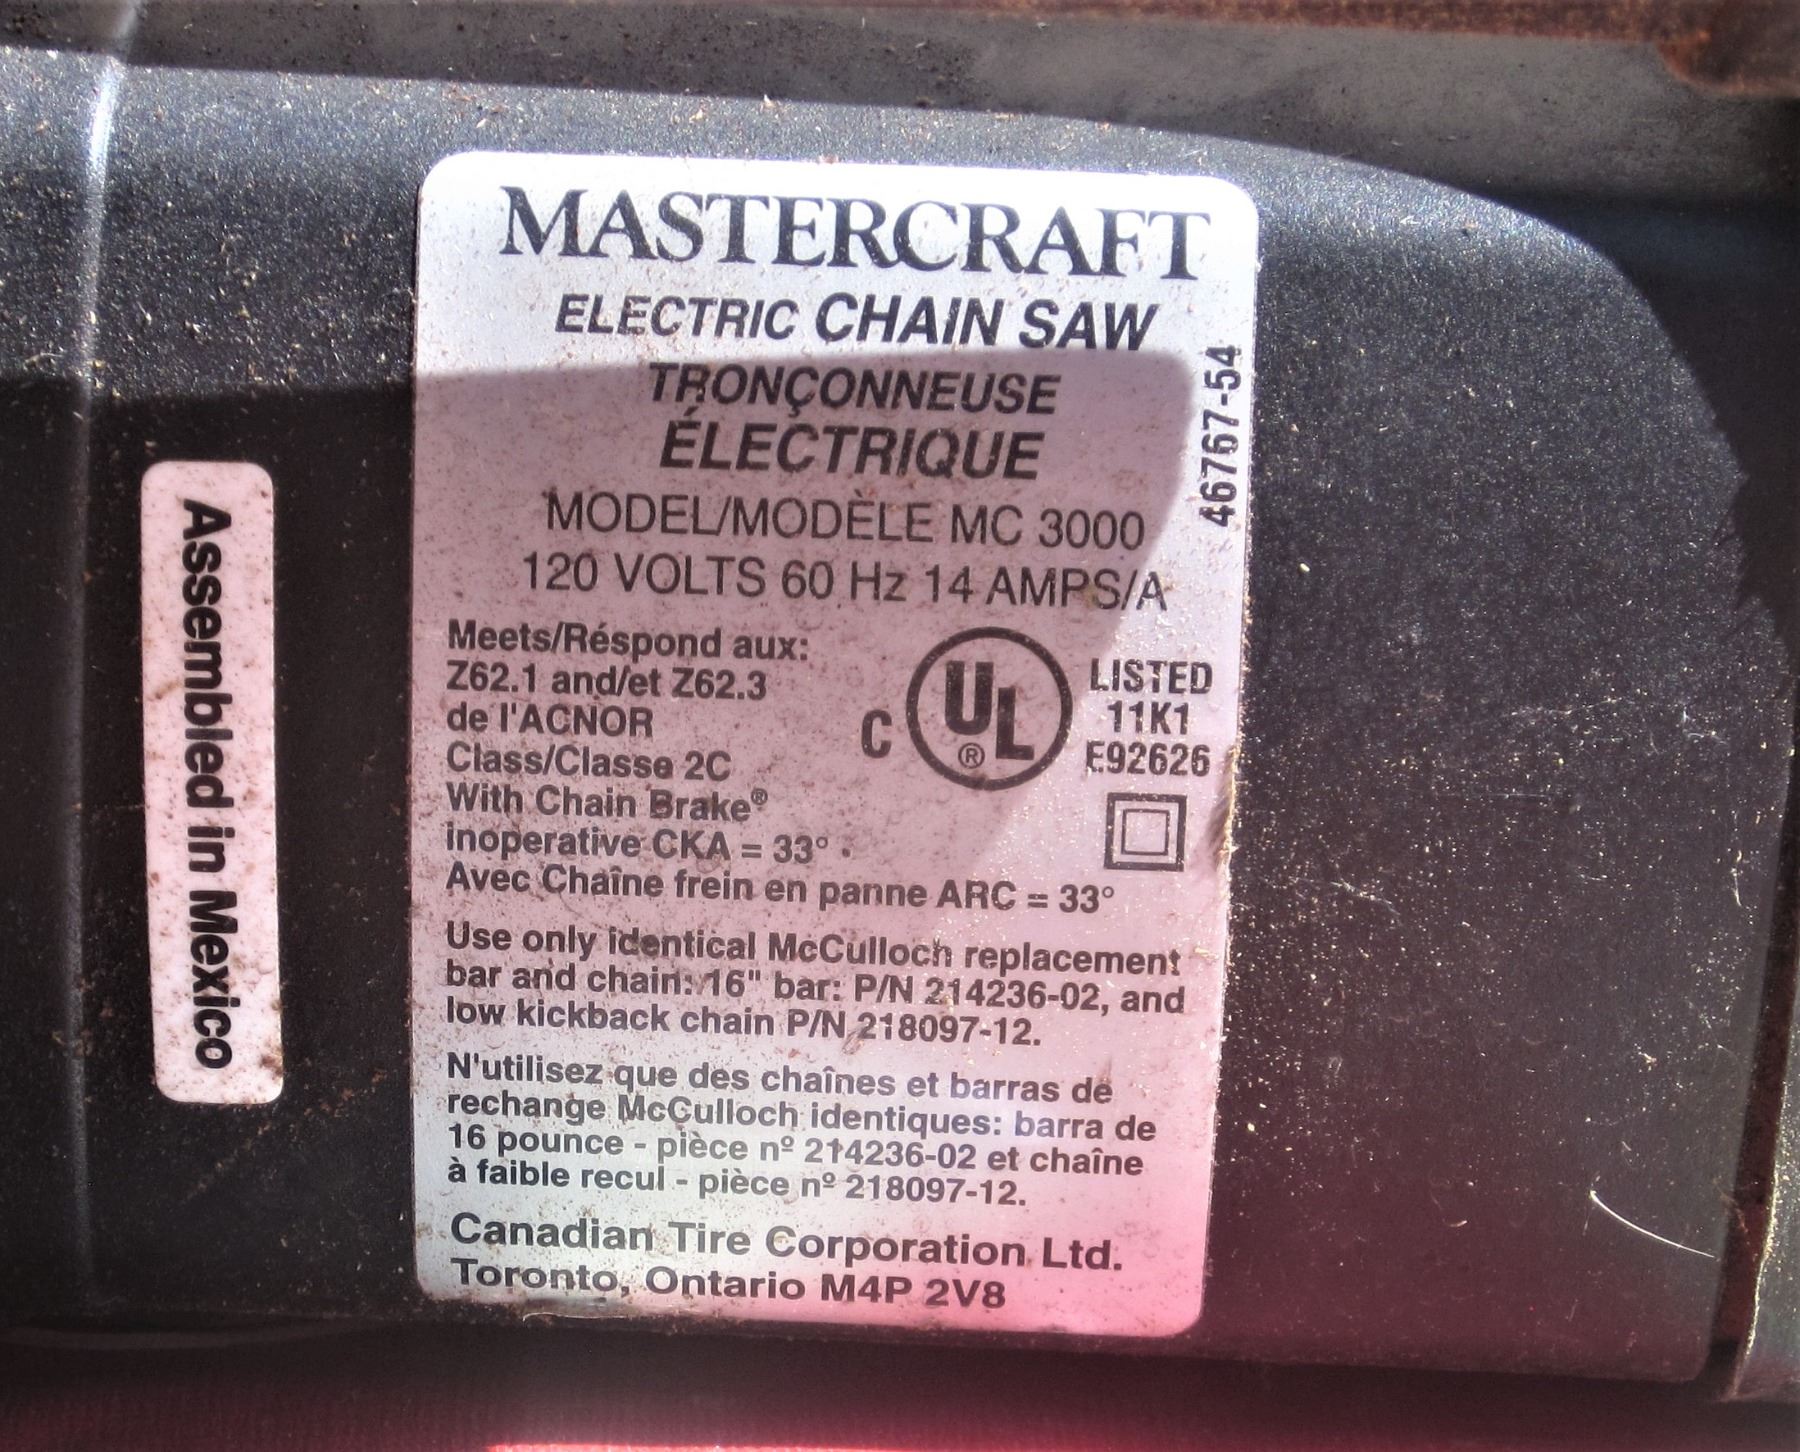 MASTERCRAFT
ELECTRIC CHAIN SAW
TRONÇONNEUSE
ÉLECTRIQUE
MODEL/MODÈLE MC 3000
120 VOLTS 60 Hz 14 AMPS/A
46767-54
Meets/Réspond aux:
Z62.1 and/et Z62.3
de l'ACNOR
Class/Classe 2C
With Chain Brake®
inoperative CKA = 33° .
Avec Chaîne frein en panne ARC = 33°
C UL ®
LISTED
11K1
E92626
Use only identical McCulloch replacement
bar and chain: 16" bar: P/N 214236-02, and
low kickback chain P/N 218097-12.
N'utilisez que des chaînes et barras de
rechange McCulloch identiques: barra de
16 pounce - pièce nº 214236-02 et chaîne
à faible recul - pièce nº 218097-12.
Canadian Tire Corporation Ltd.
Toronto, Ontario M4P 2V8
Assembled in Mexico